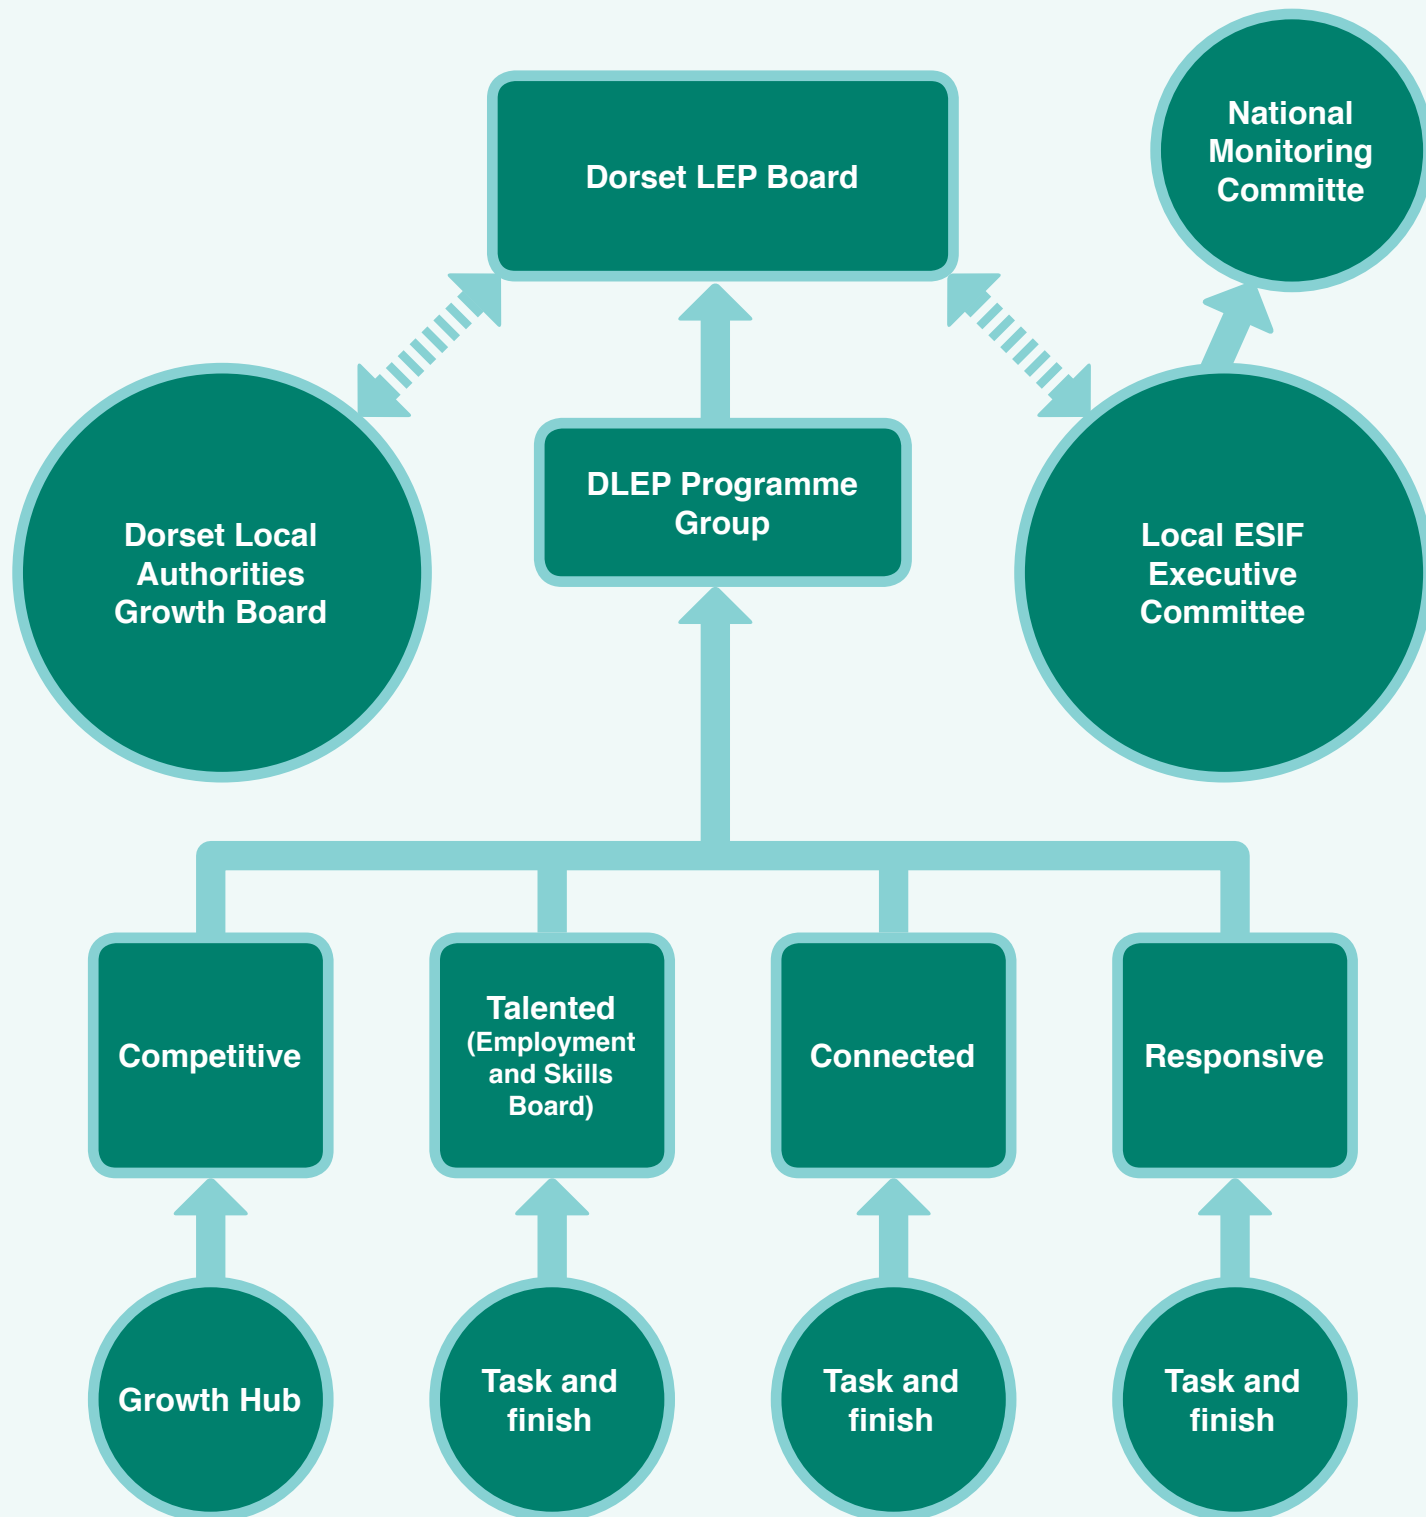 National
Monitoring
Committe
Dorset LEP Board
DLEP Programme
Group
Dorset Local
Authorities
Growth Board
Local ESIF
Executive
Committee
Competitive
Talented
(Employment
and Skills
Board)
Connected
Responsive
Growth Hub
Task and
finish
Task and
finish
Task and
finish